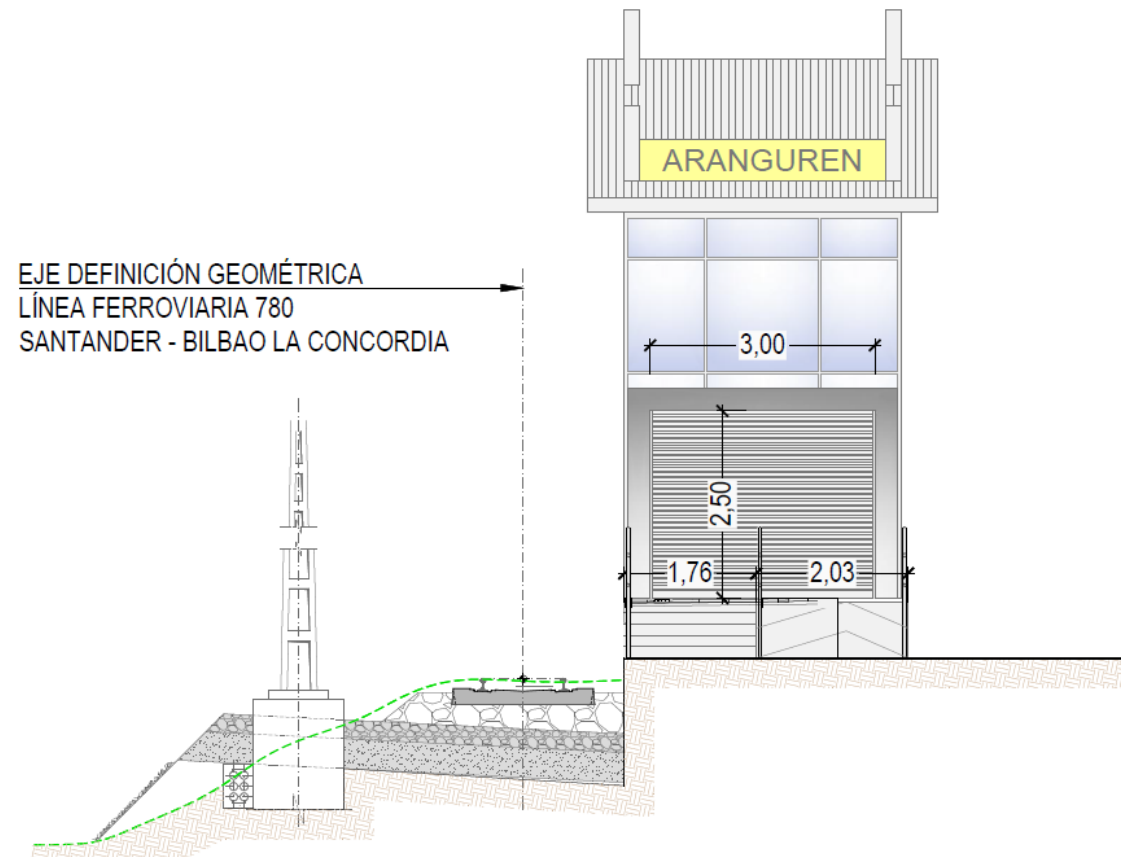 ARANGUREN
EJE DEFINICIÓN GEOMÉTRICA
LÍNEA FERROVIARIA 780
SANTANDER - BILBAO LA CONCORDIA
3,00
2,50
1,76
2,03